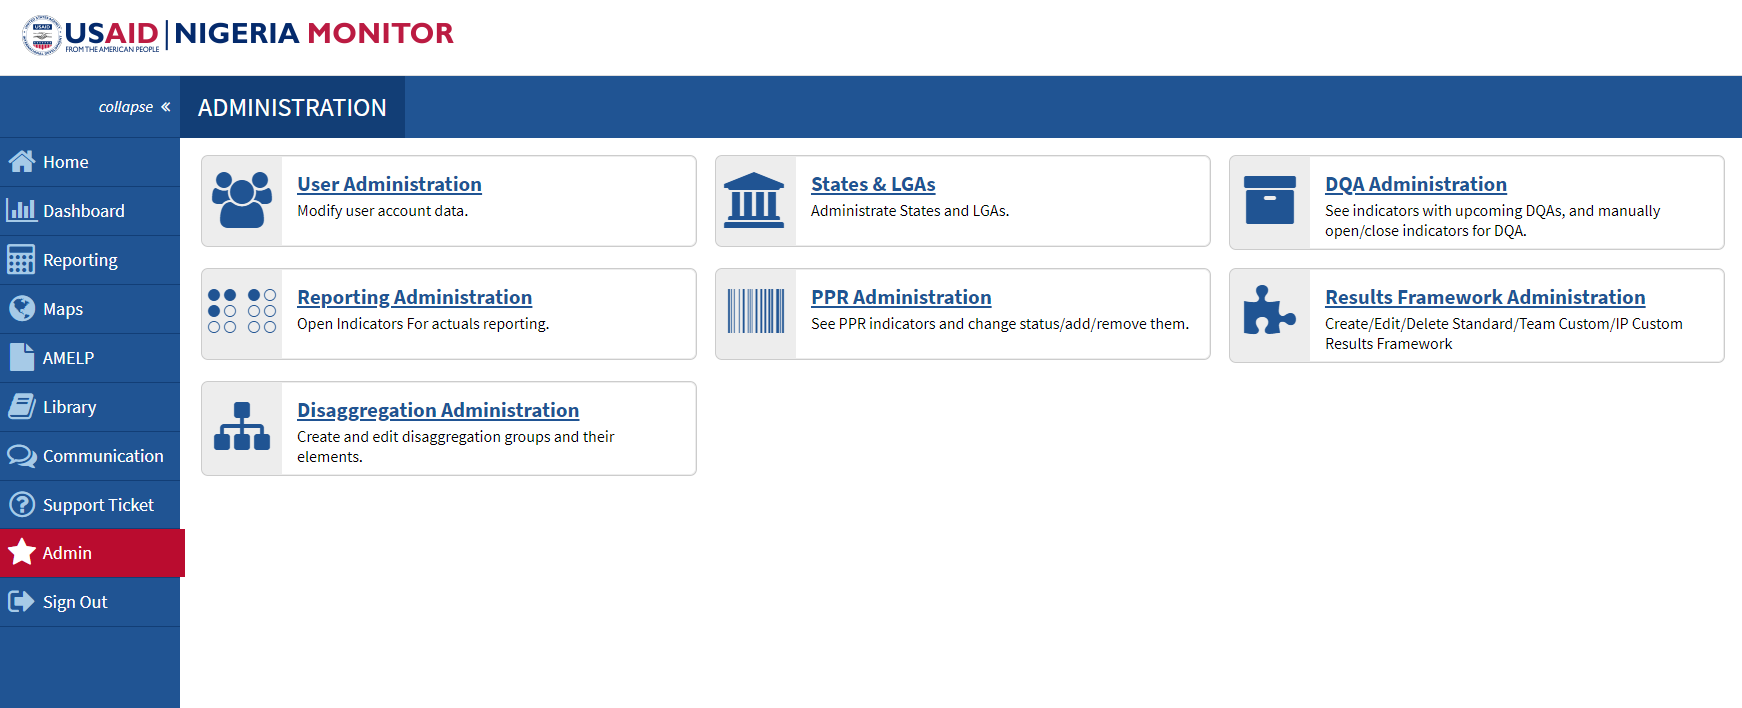 USAID NIGERIA MONITOR
FROM THE AMERICAN PEOPLE
collapse «
ADMINISTRATION
Home
Dashboard
Reporting
Maps
AMELP
Library
Communication
Support Ticket
Admin
Sign Out
User Administration
Modify user account data.
States & LGAs
Administrate States and LGAs.
DQA Administration
See indicators with upcoming DQAs, and manually
open/close indicators for DQA.
Reporting Administration
Open Indicators For actuals reporting.
PPR Administration
See PPR indicators and change status/add/remove them.
Results Framework Administration
Create/Edit/Delete Standard/Team Custom/IP Custom
Results Framework
Disaggregation Administration
Create and edit disaggregation groups and their
elements.